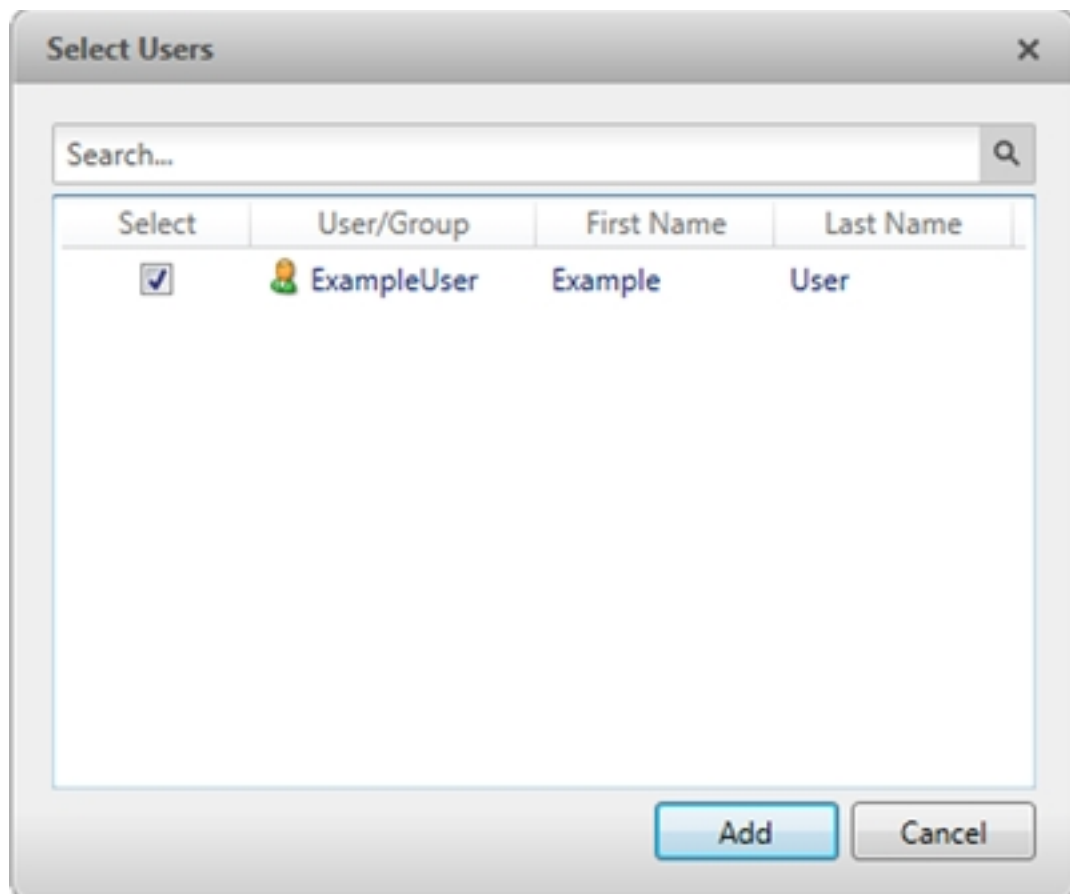 Select Users
Search...
Select User/Group First Name Last Name
ExampleUser Example User
Add Cancel